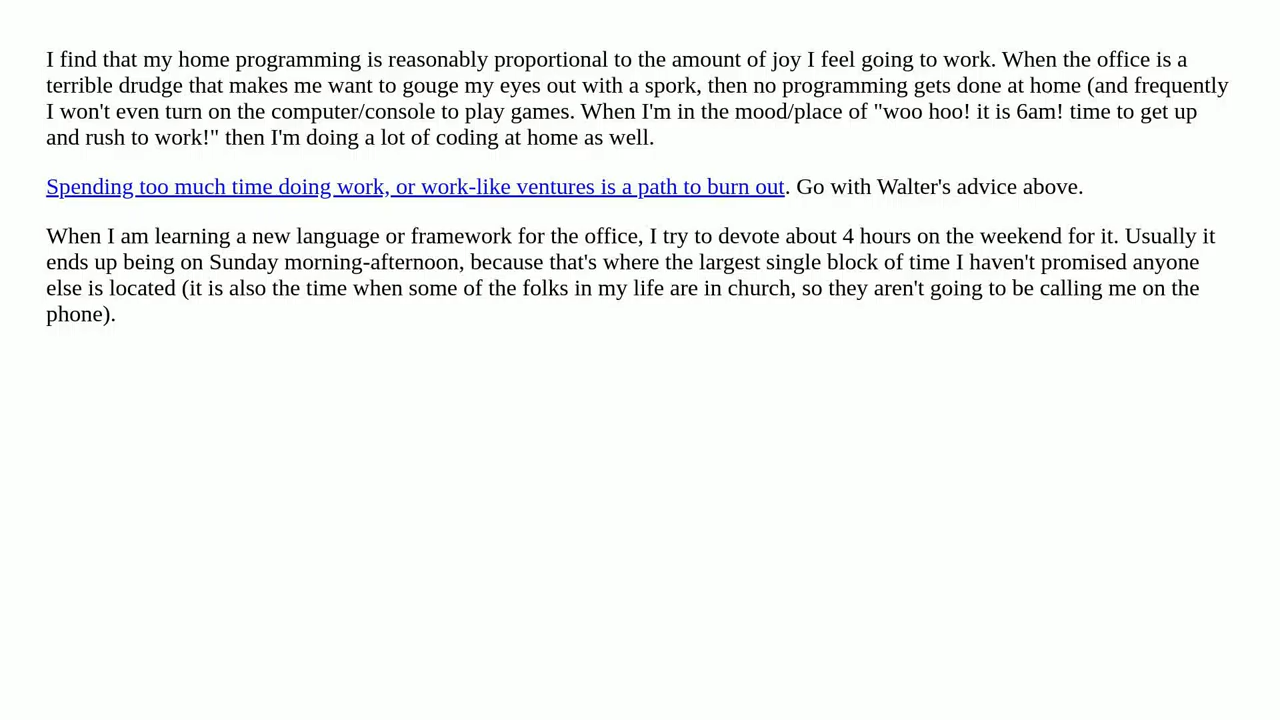 I find that my home programming is reasonably proportional to the amount of joy I feel going to work. When the office is a
terrible drudge that makes me want to gouge my eyes out with a spork, then no programming gets done at home (and frequently
I won't even turn on the computer/console to play games. When I'm in the mood/place of "woo hoo! it is 6am! time to get up
and rush to work!" then I'm doing a lot of coding at home as well.
Spending too much time doing work, or work-like ventures is a path to burn out. Go with Walter's advice above.
When I am learning a new language or framework for the office, I try to devote about 4 hours on the weekend for it. Usually it
ends up being on Sunday morning-afternoon, because that's where the largest single block of time I haven't promised anyone
else is located (it is also the time when some of the folks in my life are in church, so they aren't going to be calling me on the
phone).